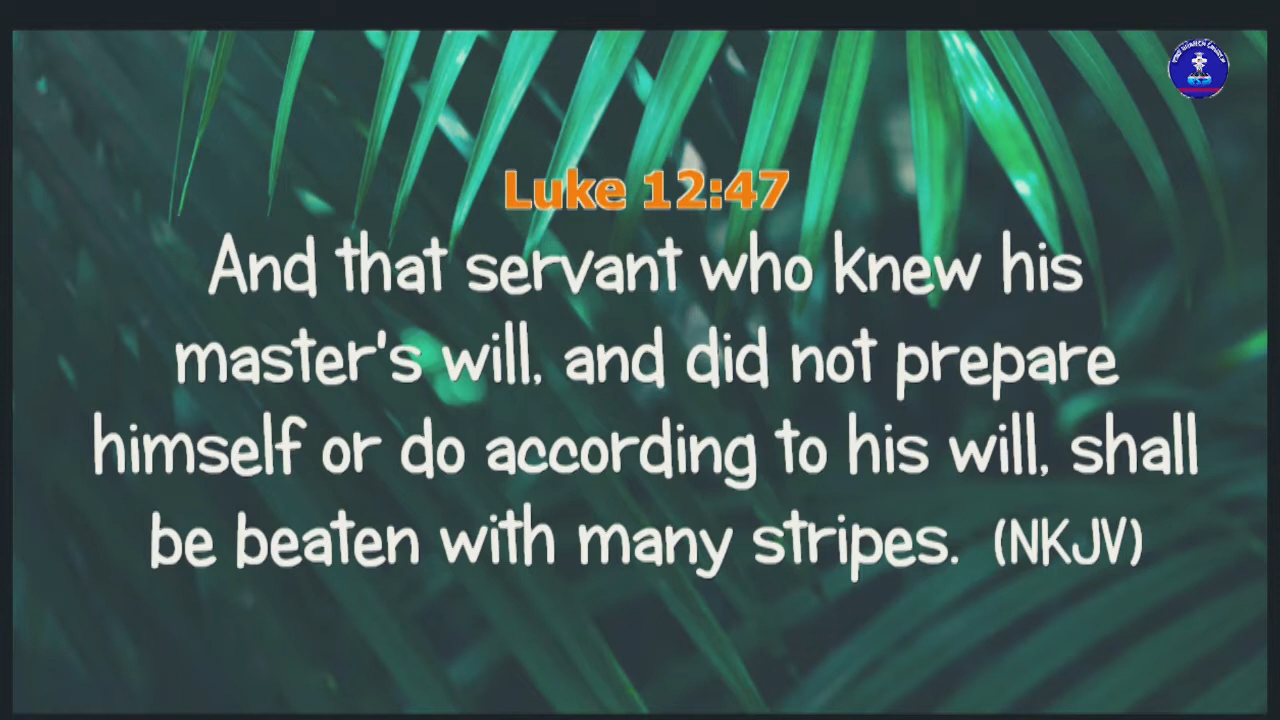 Luke 12:47
And that servant who knew his
master's will, and did not prepare
himself or do according to his will, shall
be beaten with many stripes. (NKJV)